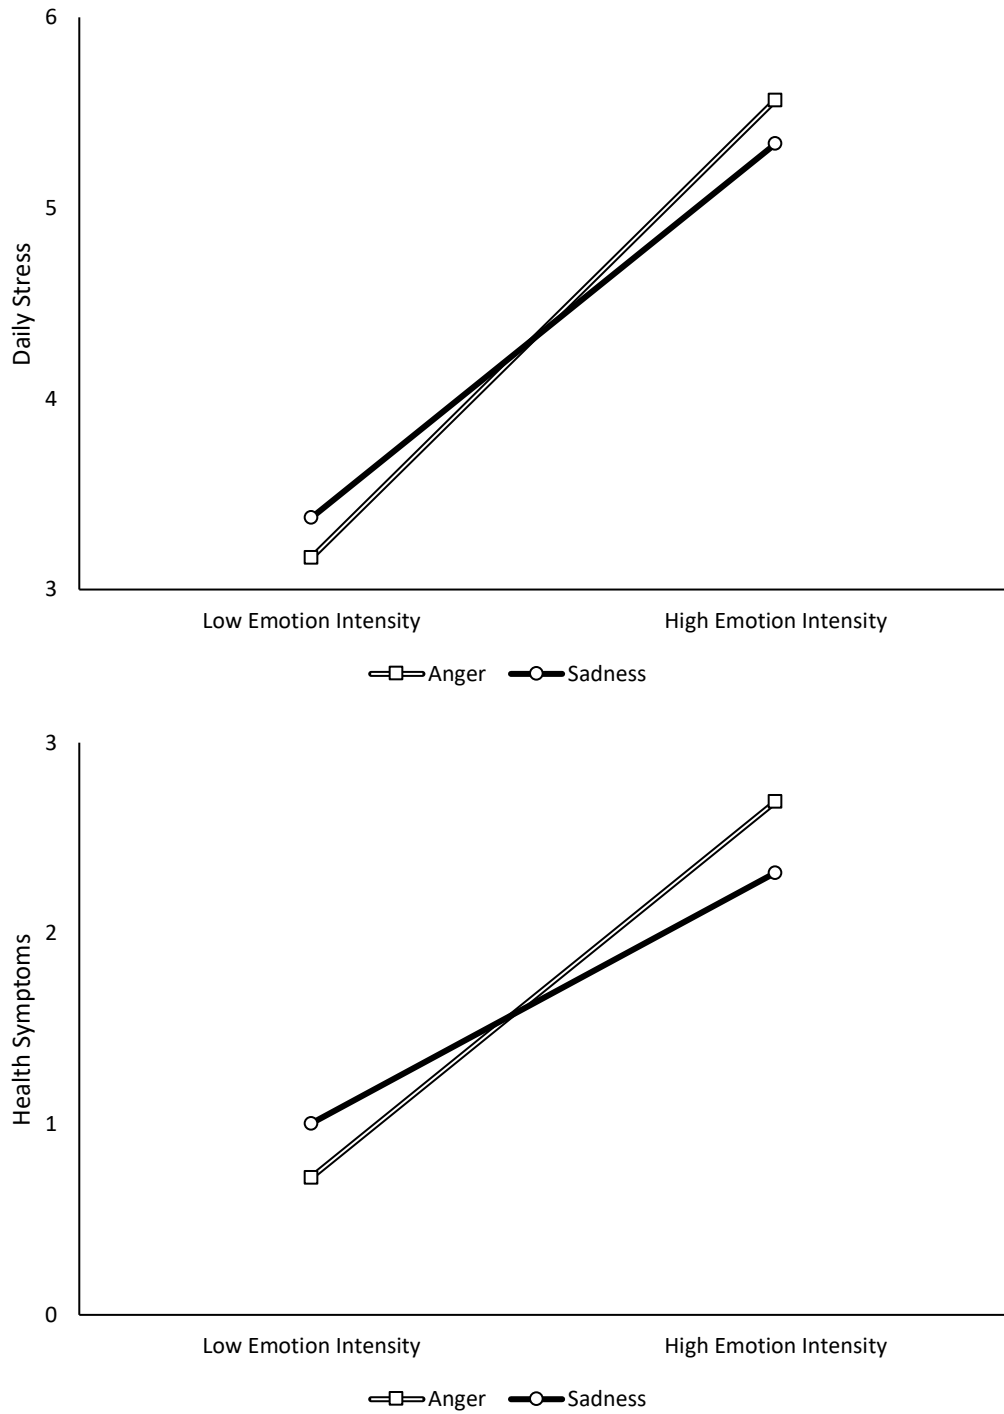 6
5
4
3
Daily Stress
Low Emotion Intensity High Emotion Intensity
Anger Sadness
3
2
1
0
Health Symptoms
Low Emotion Intensity High Emotion Intensity
Anger Sadness